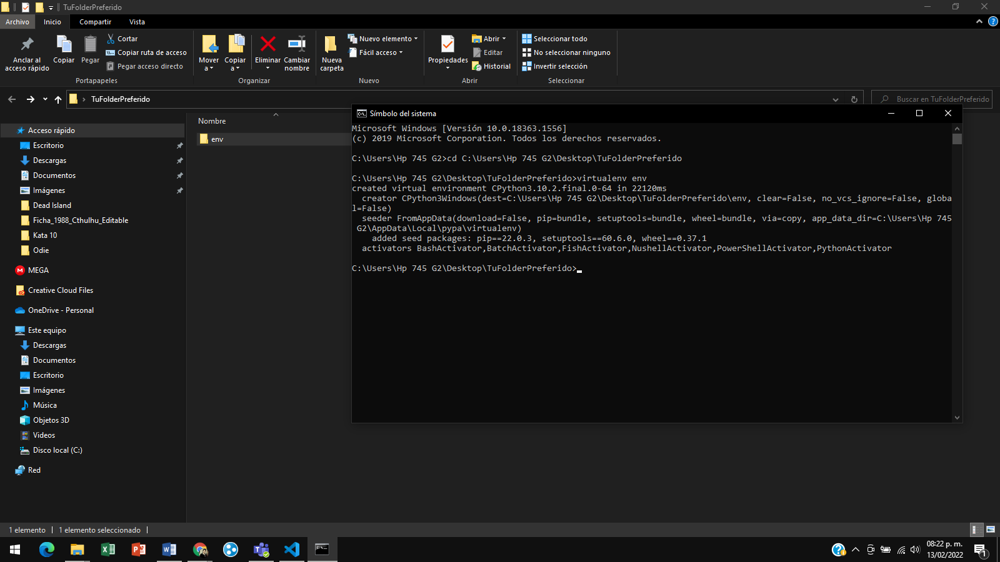 TuFolderPreferido
Archivo Inicio Compartir Vista
Anclar al acceso rápido
Copiar
Pegar
Cortar
Copiar ruta de acceso
Pegar acceso directo
Portapapeles
Mover a
Copiar a
Eliminar
Cambiar nombre
Organizar
Nueva carpeta
Nuevo elemento
Fácil acceso
Nuevo
Propiedades
Abrir
Editar
Historial
Abrir
Seleccionar todo
No seleccionar ninguno
Invertir selección
Seleccionar
TuFolderPreferido
Buscar en TuFolderPreferido
Acceso rápido
Escritorio
Descargas
Documentos
Imágenes
Dead Island
Ficha_1988_Cthulhu_Editable
Kata 10
Odie
MEGA
Creative Cloud Files
OneDrive - Personal
Este equipo
Descargas
Documentos
Escritorio
Imágenes
Música
Objetos 3D
Videos
Disco local (C:)
Red
Nombre
env
Símbolo del sistema
Microsoft Windows [Versión 10.0.18363.1556]
(c) 2019 Microsoft Corporation. Todos los derechos reservados.
C:\Users\Hp 745 G2>cd C:\Users\Hp 745 G2\Desktop\TuFolderPreferido
C:\Users\Hp 745 G2\Desktop\TuFolderPreferido>virtualenv env
created virtual environment CPython3.10.2.final.0-64 in 22120ms
creator CPython3Windows(dest=C:\Users\Hp 745 G2\Desktop\TuFolderPreferido\env, clear=False, no_vcs_ignore=False, globa
l=False)
seeder FromAppData(download=False, pip=bundle, setuptools=bundle, wheel=bundle, via=copy, app_data_dir=C:\Users\Hp 745
G2\AppData\Local\pypa\virtualenv)
added seed packages: pip==22.0.3, setuptools==60.6.0, wheel==0.37.1
activators BashActivator,BatchActivator,FishActivator,NushellActivator,PowerShellActivator,PythonActivator
C:\Users\Hp 745 G2\Desktop\TuFolderPreferido>
1 elemento
1 elemento seleccionado
08:22 p. m.
13/02/2022
1